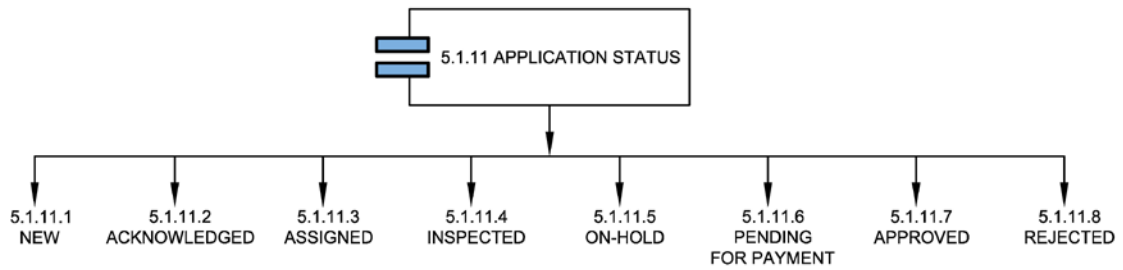 5.1.11 APPLICATION STATUS
5.1.11.1
NEW
5.1.11.2
ACKNOWLEDGED
5.1.11.3
ASSIGNED
5.1.11.4
INSPECTED
5.1.11.5
ON-HOLD
5.1.11.6
PENDING
FOR PAYMENT
5.1.11.7
APPROVED
5.1.11.8
REJECTED